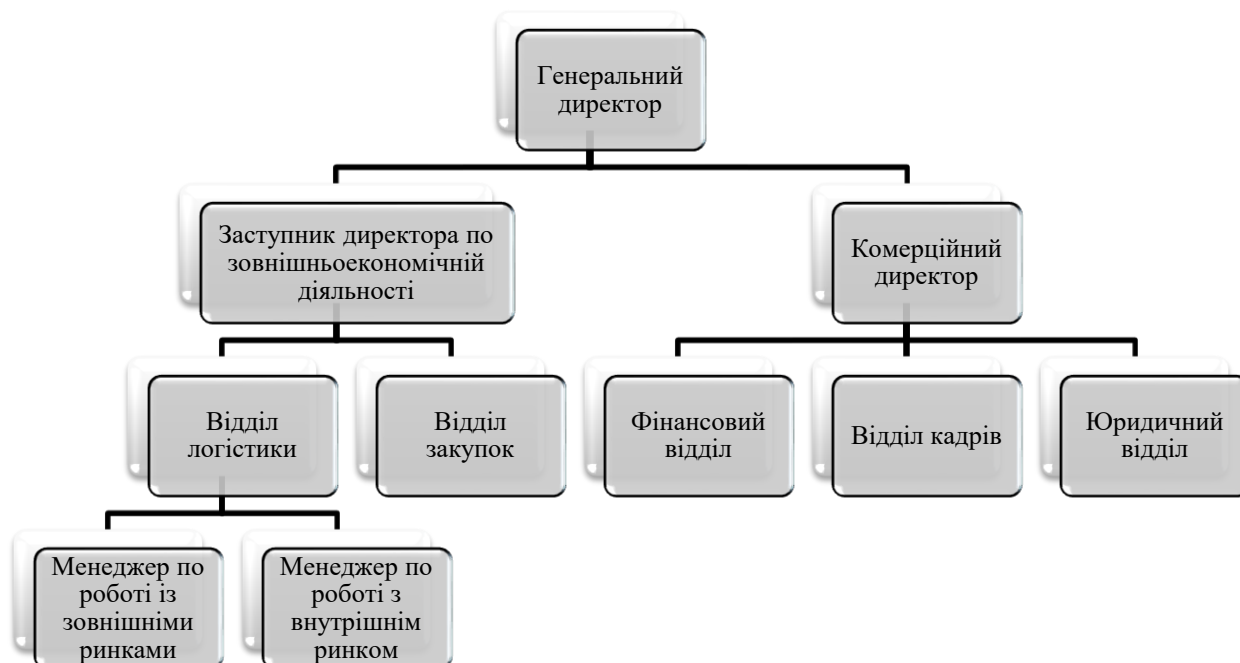 Генеральний
директор
Заступник директора по
зовнішньоекономічній
діяльності
Комерційний
директор
Відділ
логістики
Відділ
закупок
Фінансовий
відділ
Відділ кадрів
Юридичний
відділ
Менеджер по
роботі із
зовнішніми
ринками
Менеджер по
роботі з
внутрішнім
ринком